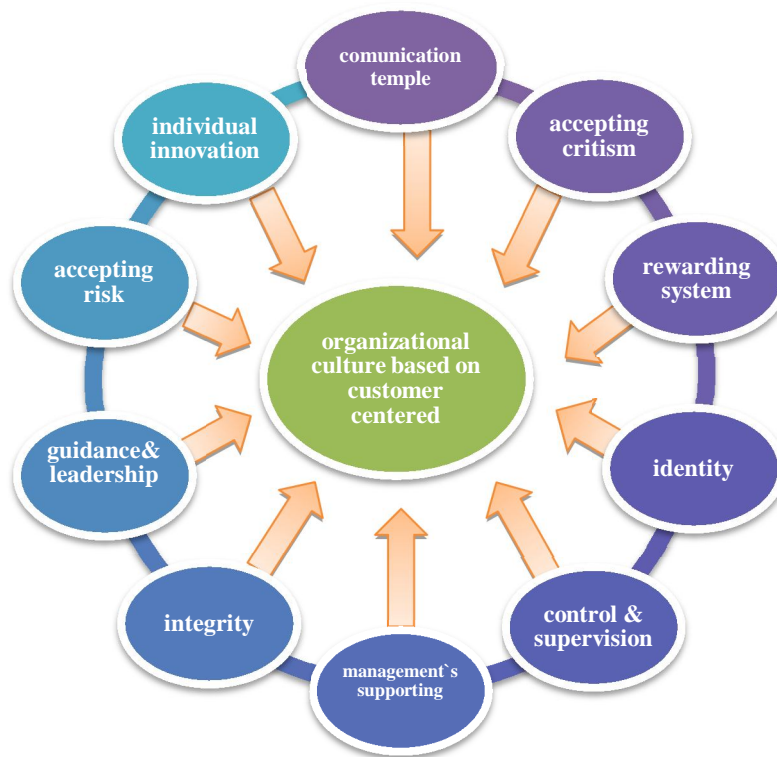 comunication
temple
accepting
critism
rewarding
system
identity
control &
supervision
management`s
supporting
integrity
guidance&
leadership
accepting
risk
individual
innovation
organizational
culture based on
customer
centered